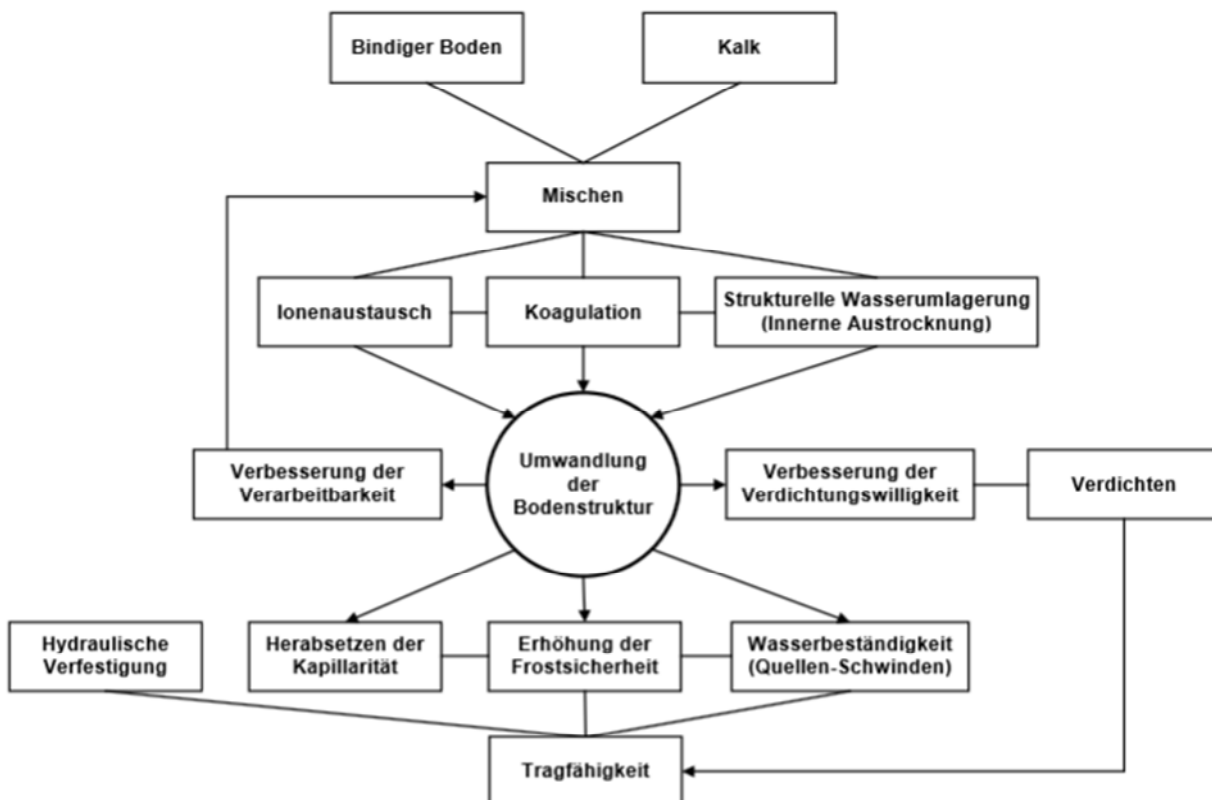 Bindiger Boden
Kalk
Mischen
Ionenaustausch
Koagulation
Strukturelle Wasserumlagerung
(Innerne Austrocknung)
Verbesserung der
Verarbeitbarkeit
Umwandlung
der
Bodenstruktur
Verbesserung der
Verdichtungswilligkeit
Verdichten
Hydraulische
Verfestigung
Herabsetzen der
Kapillarität
Erhöhung der
Frostsicherheit
Wasserbeständigkeit
(Quellen-Schwinden)
Tragfähigkeit